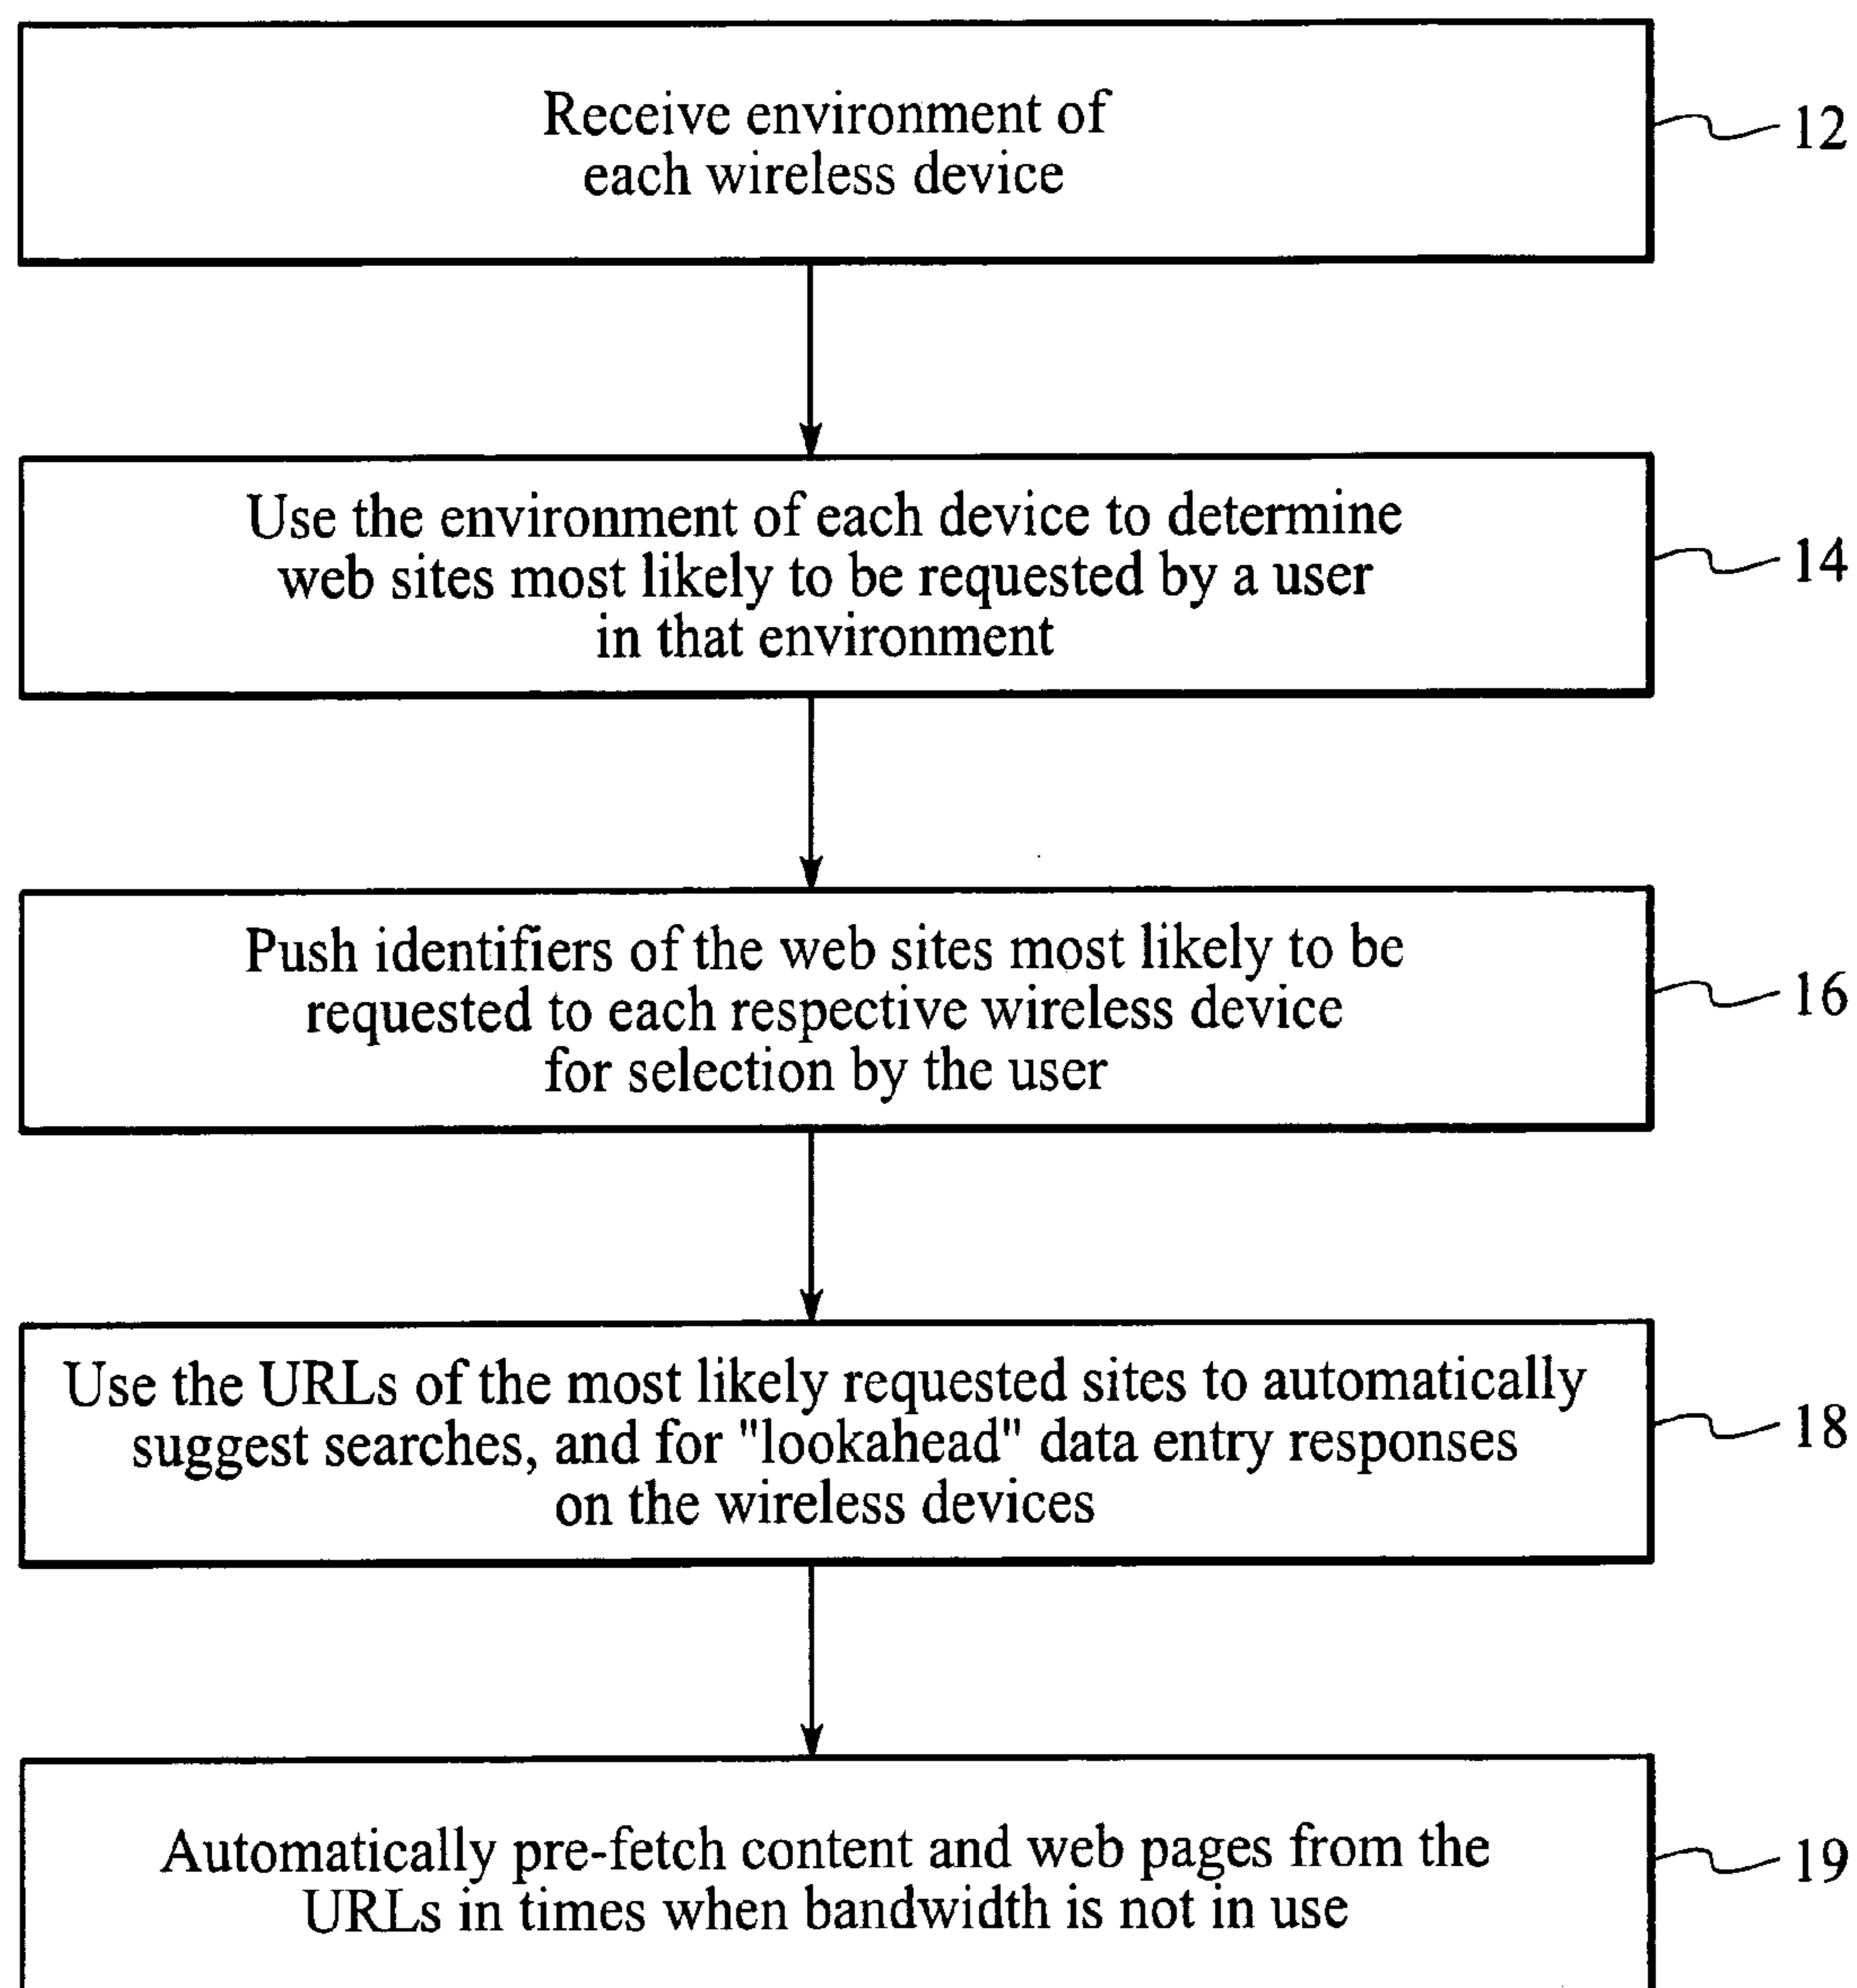 Receive environment of
each wireless device
12
Use the environment of each device to determine
web sites most likely to be requested by a user
in that environment
14
Push identifiers of the web sites most likely to be
requested to each respective wireless device
for selection by the user
16
Use the URLs of the most likely requested sites to automatically
suggest searches, and for "lookahead" data entry responses
on the wireless devices
18
Automatically pre-fetch content and web pages from the
URLs in times when bandwidth is not in use
19